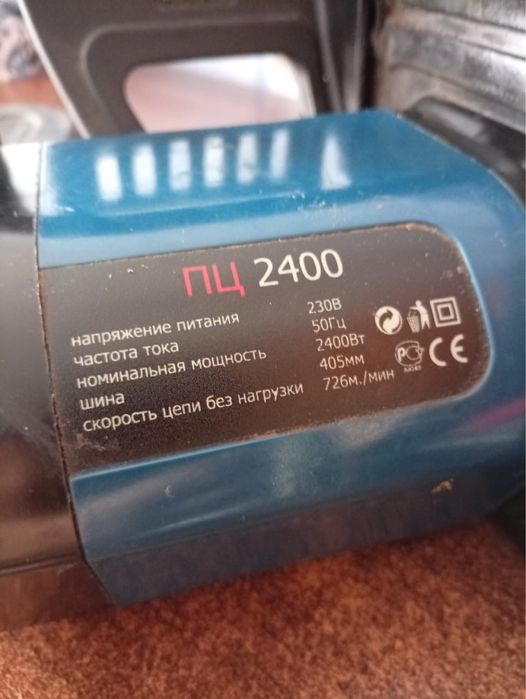 ПЦ 2400
напряжение питания 230В
частота тока 50Гц
номинальная мощность 2400Вт
шина 405мм
скорость цепи без нагрузки 726м./мин
CE